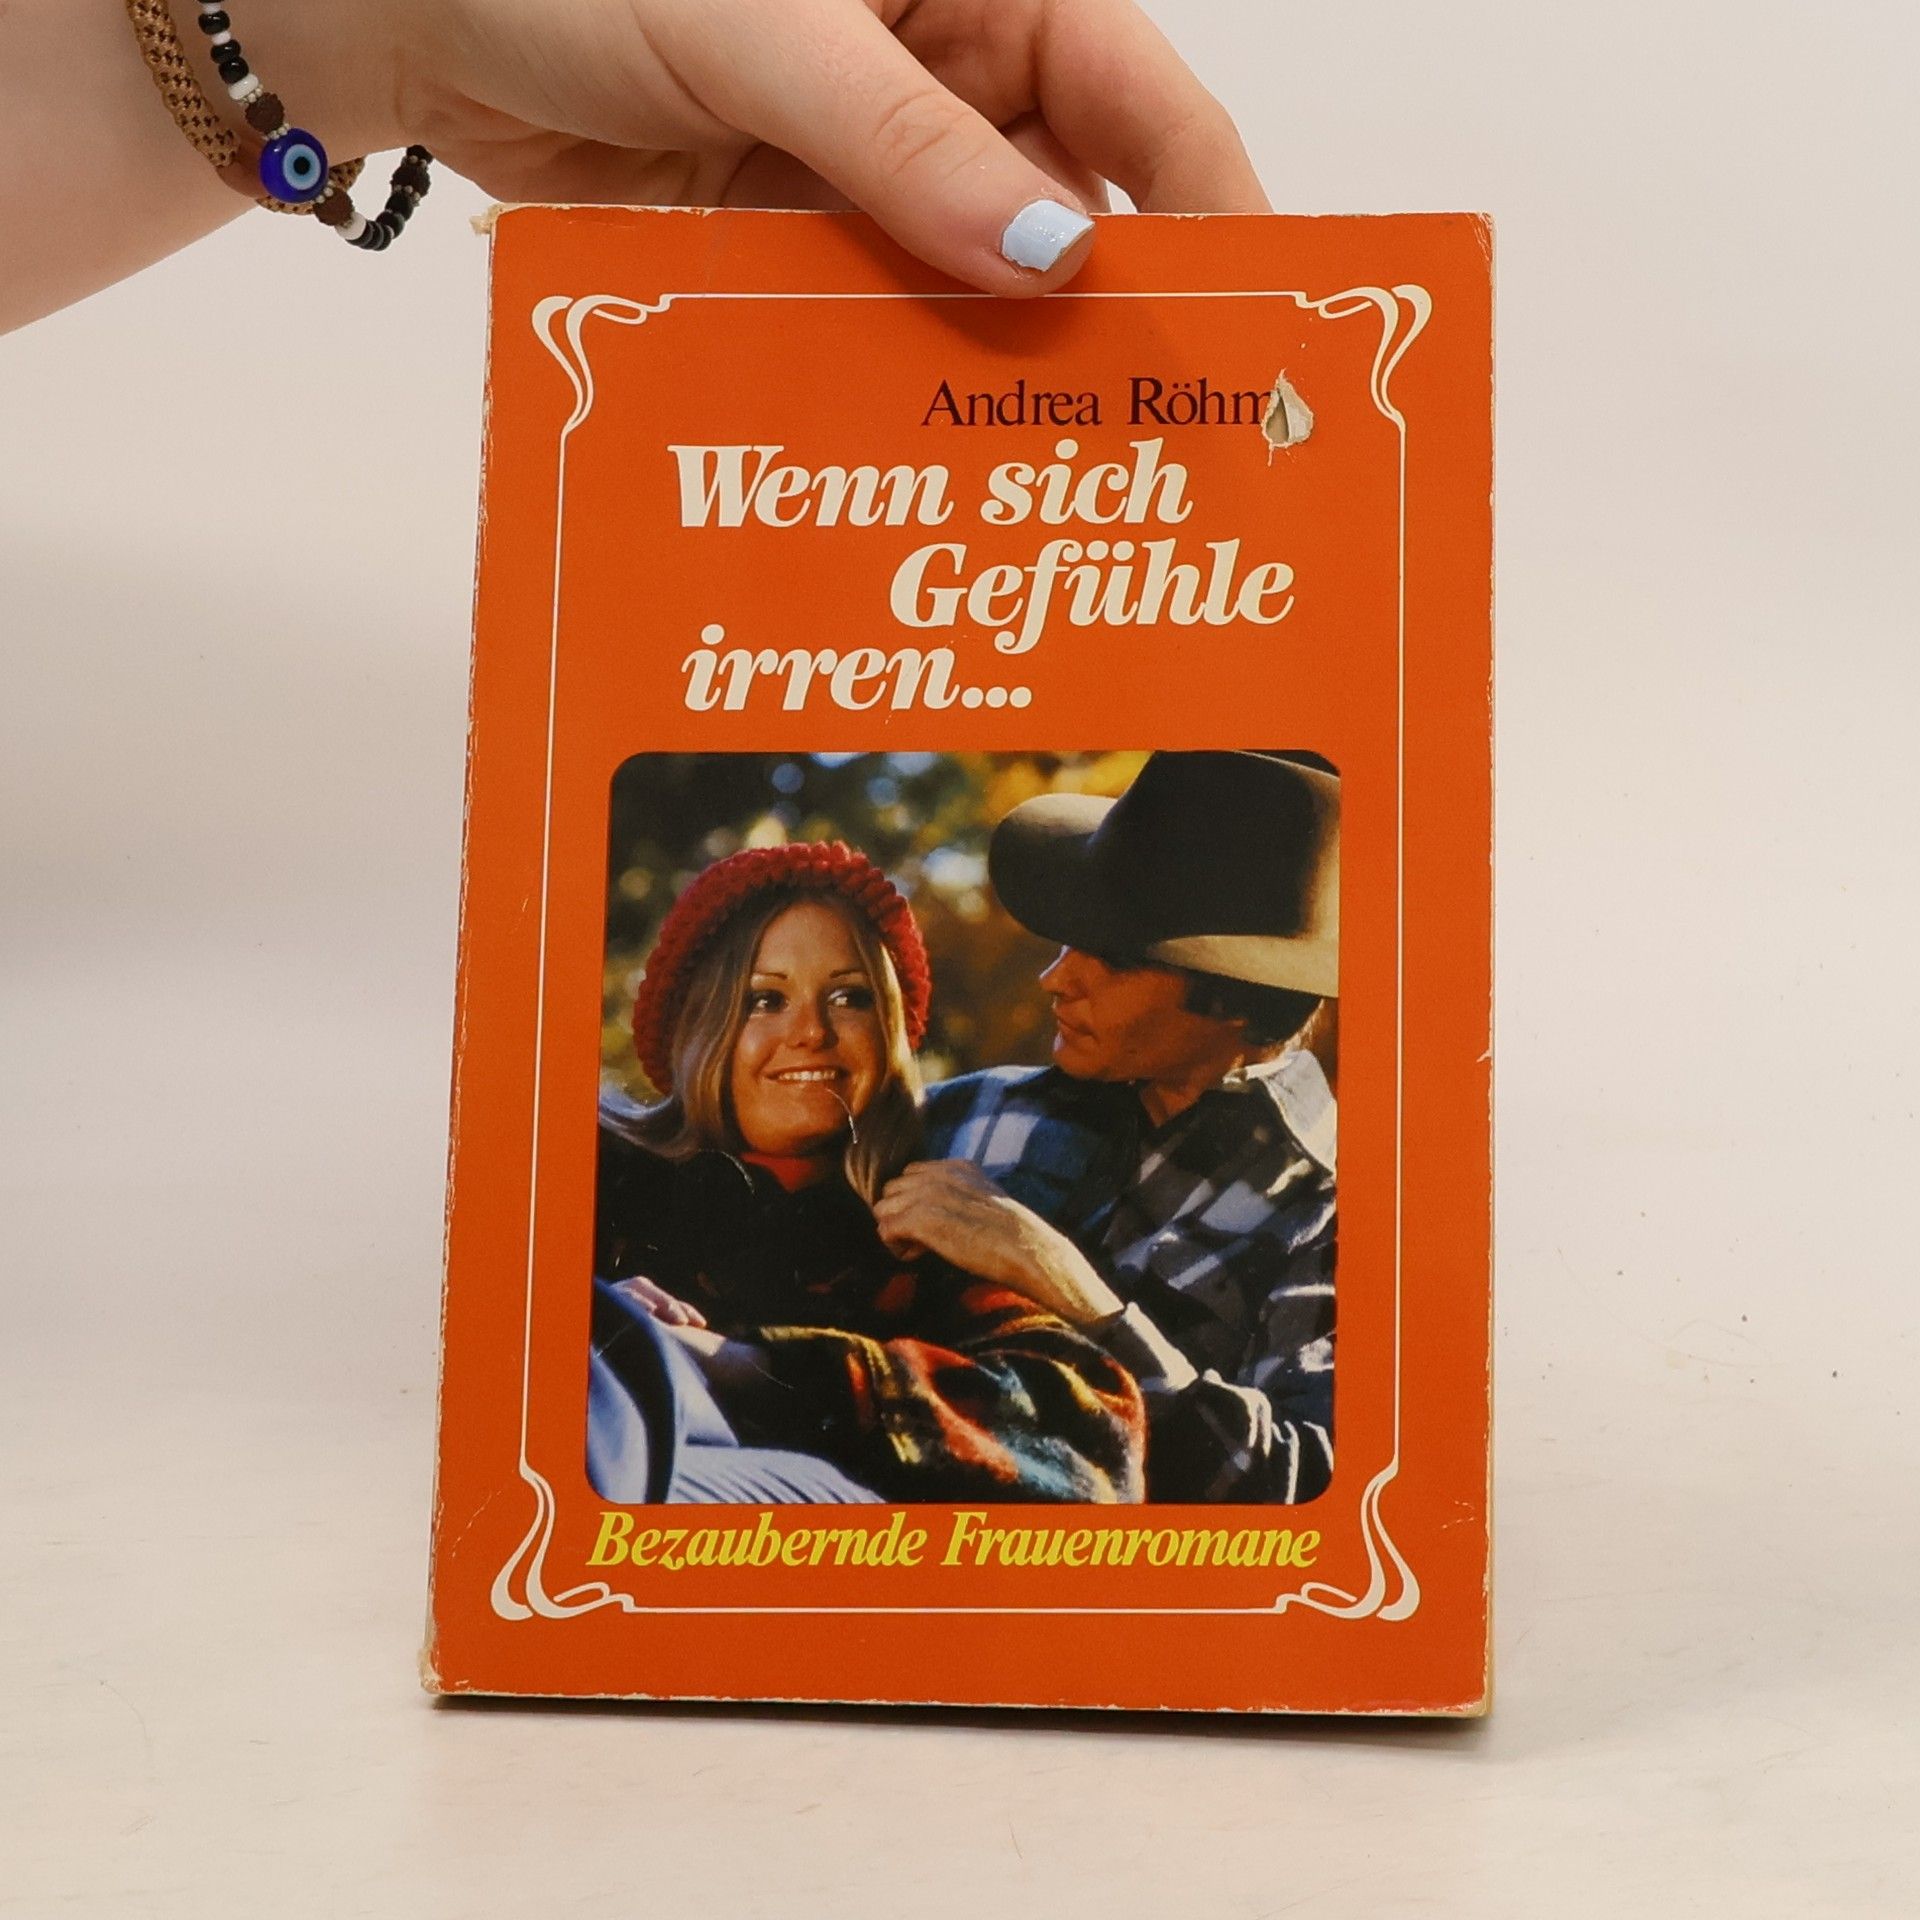 Andrea Röhm
Wenn sich
Gefühle
irren...
Bezaubernde Frauenromane